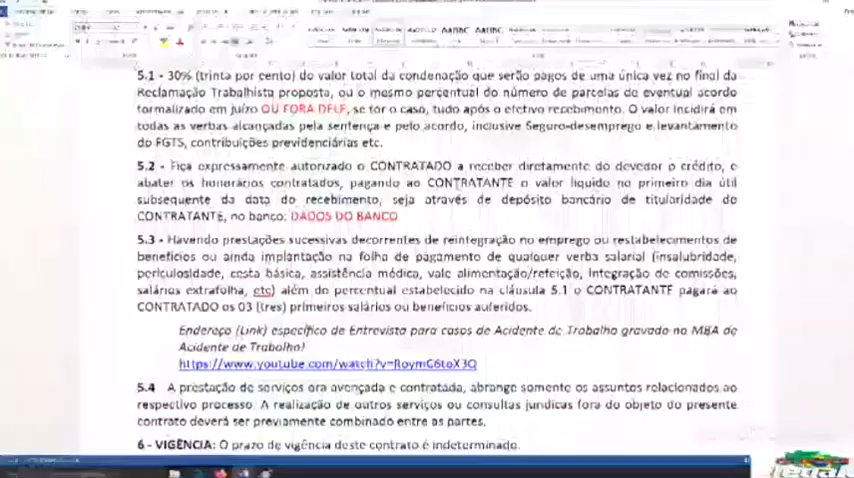 5.1 - 30% (trinta por cento) do valor total da condenação que serão pagos de uma única vez no final da
Reclamação Trabalhista proposta, ou o mesmo percentual do número de parcelas de eventual acordo
formalizado em juízo OU FORA DELE, se for o caso, tudo após o efetivo recebimento. O valor incidirá em
todas as verbas alcançadas pela sentença e pelo acordo, inclusive Seguro-desemprego e levantamento
do FGTS, contribuições previdenciárias etc.
5.2 - Fica expressamente autorizado o CONTRATADO a receber diretamente do devedor o crédito, e
abater os honorários contratados, pagando ao CONTRATANTE o valor líquido no primeiro dia útil
subsequente da data do recebimento, seja através de depósito bancário de titularidade do
CONTRATANTE, no banco: DADOS DO BANCO
5.3 - Havendo prestações sucessivas decorrentes de reintegração no emprego ou restabelecimentos de
benefícios ou ainda implantação na folha de pagamento de qualquer verba salarial (insalubridade,
periculosidade, cesta básica, assistência médica, vale alimentação/refeição, integração de comissões,
salários extrafolha, etc) além do percentual estabelecido na cláusula 5.1 o CONTRATANTE pagará ao
CONTRATADO os 03 (tres) primeiros salários ou benefícios auferidos.
Endereço (Link) específico de Entrevista para casos de Acidente de Trabalho gravado no MBA de
Acidente de Trabalho!
https://www.youtube.com/watch?v=RoymG6toX3Q
5.4 A prestação de serviços ora avençada e contratada, abrange somente os assuntos relacionados ao
respectivo processo. A realização de outros serviços ou consultas jurídicas fora do objeto do presente
contrato deverá ser previamente combinado entre as partes.
6 - VIGÊNCIA: O prazo de vigência deste contrato é indeterminado.